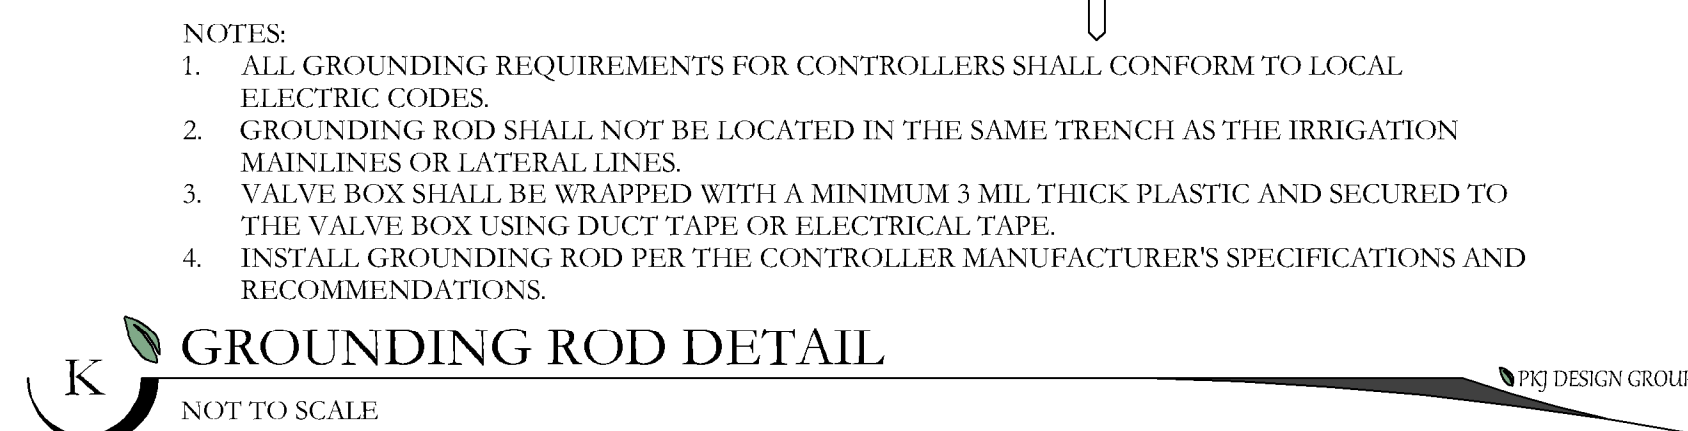 NOTES:
1. ALL GROUNDING REQUIREMENTS FOR CONTROLLERS SHALL CONFORM TO LOCAL
ELECTRIC CODES.
2. GROUNDING ROD SHALL NOT BE LOCATED IN THE SAME TRENCH AS THE IRRIGATION
MAINLINES OR LATERAL LINES.
3. VALVE BOX SHALL BE WRAPPED WITH A MINIMUM 3 MIL THICK PLASTIC AND SECURED TO
THE VALVE BOX USING DUCT TAPE OR ELECTRICAL TAPE.
4. INSTALL GROUNDING ROD PER THE CONTROLLER MANUFACTURER'S SPECIFICATIONS AND
RECOMMENDATIONS.
K GROUNDING ROD DETAIL
PKJ DESIGN GROUP
NOT TO SCALE